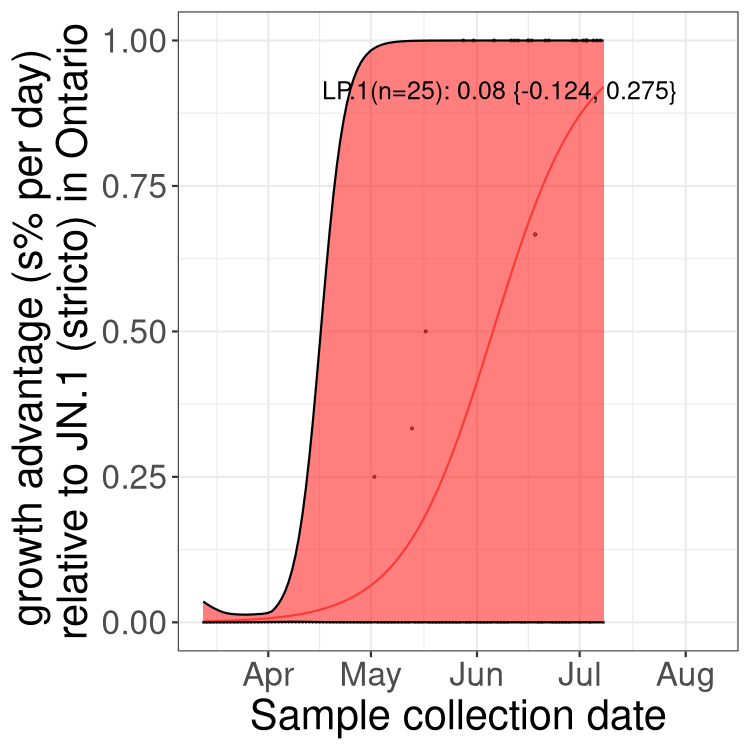 growth advantage (s% per day)
relative to JN.1 (stricto) in Ontario
1.00
0.75
0.50
0.25
0.00
LP.1(n=25): 0.08 {-0.124, 0.275}
Apr May Jun Jul Aug
Sample collection date